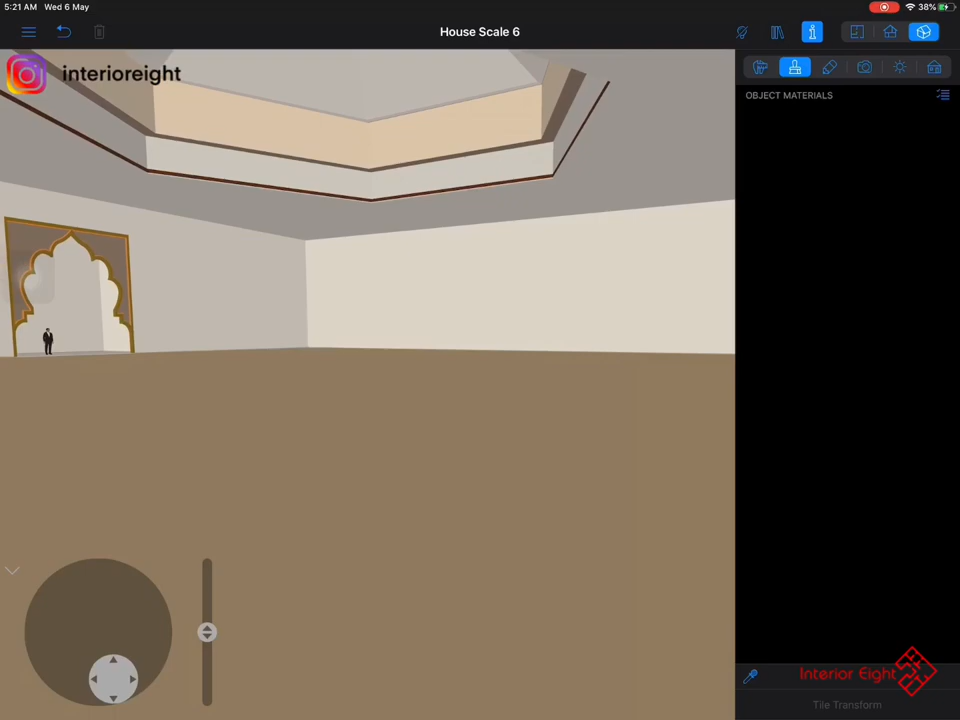 5:21 AM Wed 6 May
38%
House Scale 6
interioreight
OBJECT MATERIALS
Interior Eight
Tile Transform